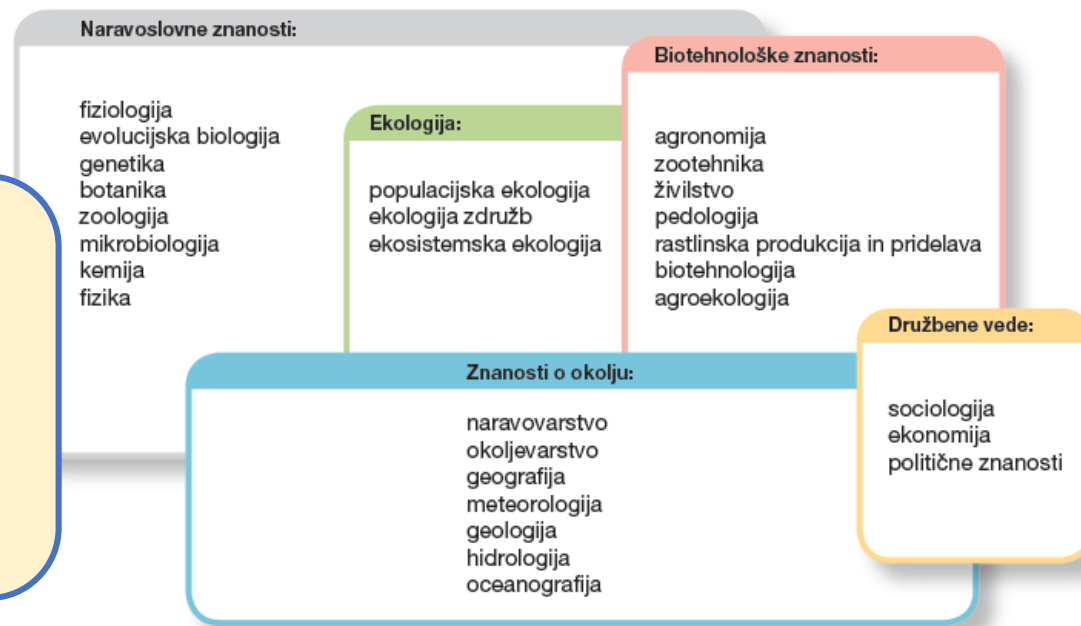 Naravoslovne znanosti:
fiziologija
evolucijska biologija
genetika
botanika
zoologija
mikrobiologija
kemija
fizika
Ekologija:
populacijska ekologija
ekologija združb
ekosistemska ekologija
Biotehnološke znanosti:
agronomija
zootehnika
živilstvo
pedologija
rastlinska produkcija in pridelava
biotehnologija
agroekologija
Družbene vede:
sociologija
ekonomija
politične znanosti
Znanosti o okolju:
naravovarstvo
okoljevarstvo
geografija
meteorologija
geologija
hidrologija
oceanografija